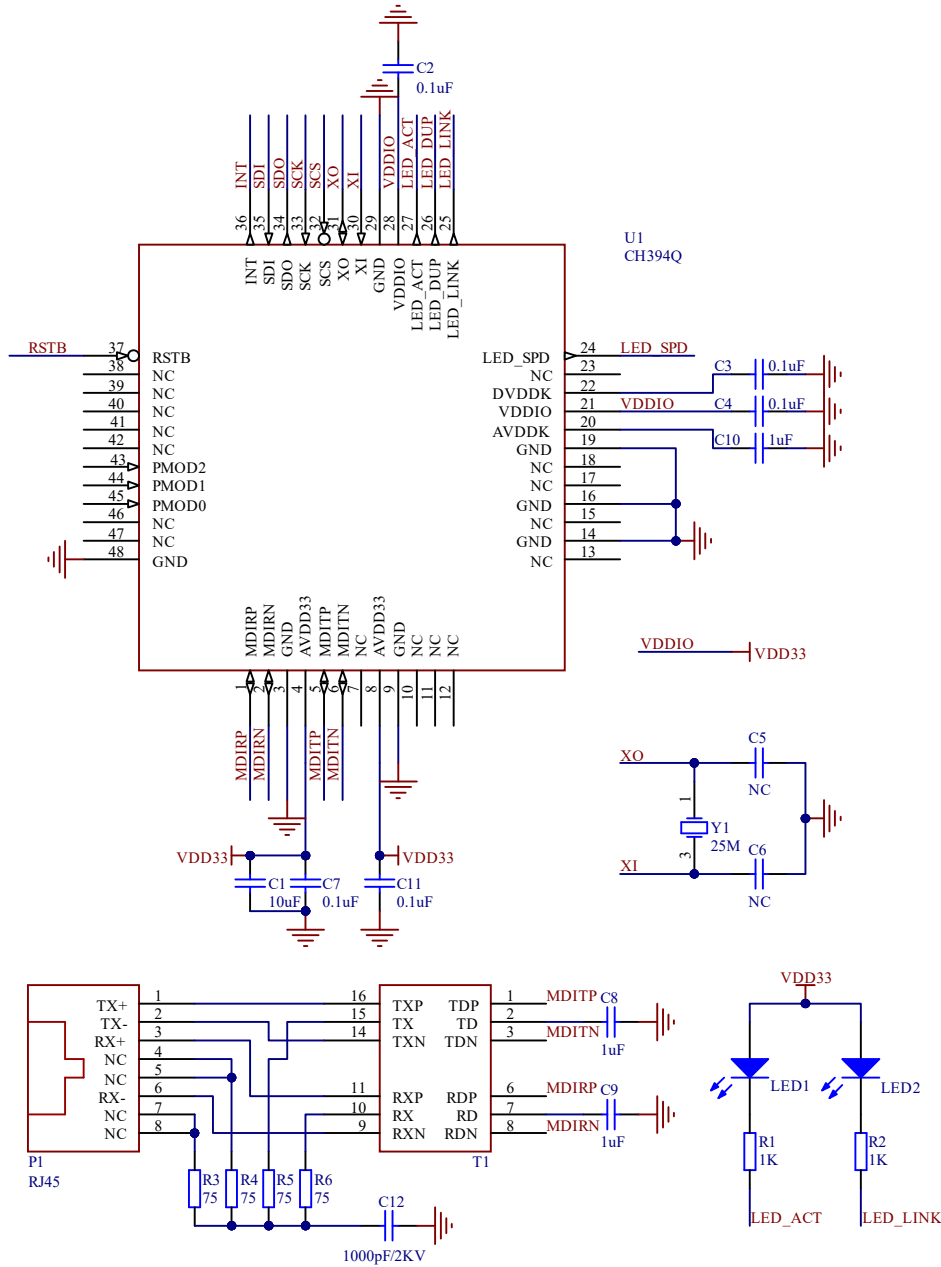 C2
0.1uF
INT
SDI
SDO
SCK
SCS
XO
XI
VDDIO
LED_ACT
LED_DUP
LED_LINK
36
35
34
33
32
31
30
29
28
27
26
25
INT
SDI
SDO
SCK
SCS
XO
XI
GND
VDDIO
LED_ACT
LED_DUP
LED_LINK
U1
CH394Q
RSTB
37 RSTB
38 NC
39 NC
40 NC
41 NC
42 NC
43 PMOD2
44 PMOD1
45 PMOD0
46 NC
47 NC
48 GND
LED_SPD 24 LED_SPD
NC 23
DVDDK 22
VDDIO 21 VDDIO
AVDDK 20
GND 19
NC 18
NC 17
GND 16
NC 15
GND 14
NC 13
C3 0.1uF
C4 0.1uF
C10 1uF
MDIRP
MDIRN
GND
AVDD33
MDITP
MDITN
NC
AVDD33
GND
NC
NC
NC
1
2
3
4
5
6
7
8
9
10
11
12
MDIRP
MDIRN
MDITP
MDITN
VDD33
C1
10uF
C7
0.1uF
VDD33
C11
0.1uF
VDDIO VDD33
XO
C5
NC
1
Y1
25M
3
XI
C6
NC
TX+ 1
TX- 2
RX+ 3
NC 4
NC 5
RX- 6
NC 7
NC 8
P1
RJ45
16 TXP
15 TX
14 TXN
11 RXP
10 RX
9 RXN
TDP 1 MDITP
TD 2
TDN 3 MDITN
RDP 6 MDIRP
RD 7
RDN 8 MDIRN
T1
C8
1uF
C9
1uF
R3
75
R4
75
R5
75
R6
75
C12
1000pF/2KV
VDD33
LED1
LED2
R1
1K
R2
1K
LED_ACT
LED_LINK